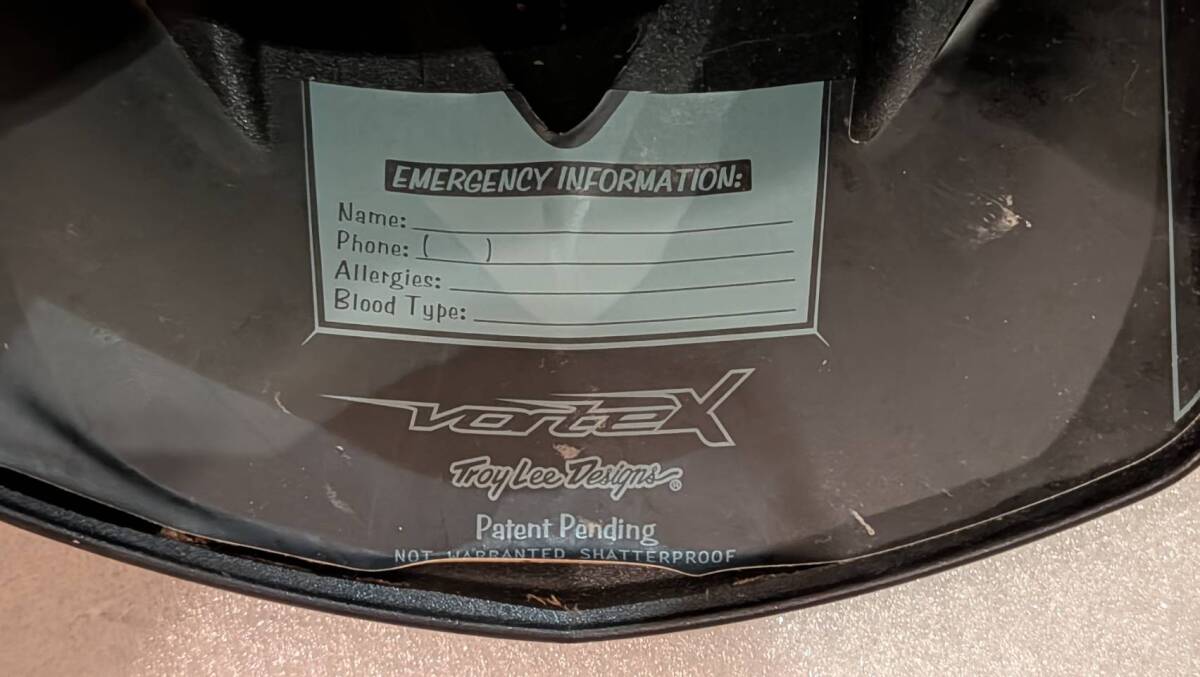 EMERGENCY INFORMATION:
Name:
Phone: ( )
Allergies:
Blood Type:
vorteX
Troy Lee Designs®
Patent Pending
NOT WARRANTED SHATTERPROOF